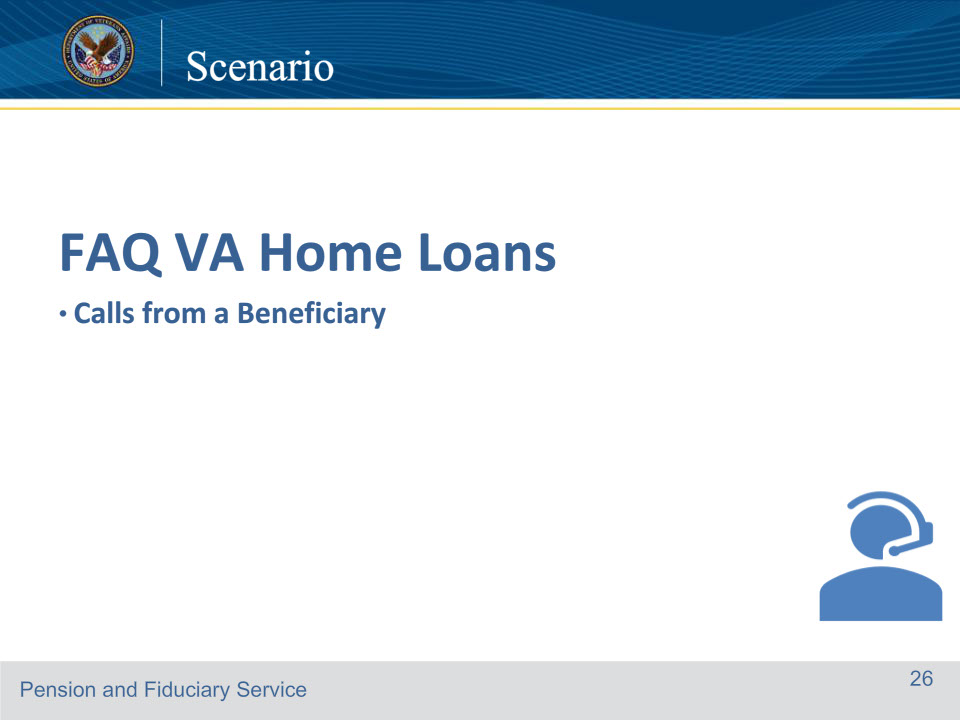 Scenario
FAQ VA Home Loans
• Calls from a Beneficiary
Pension and Fiduciary Service
26